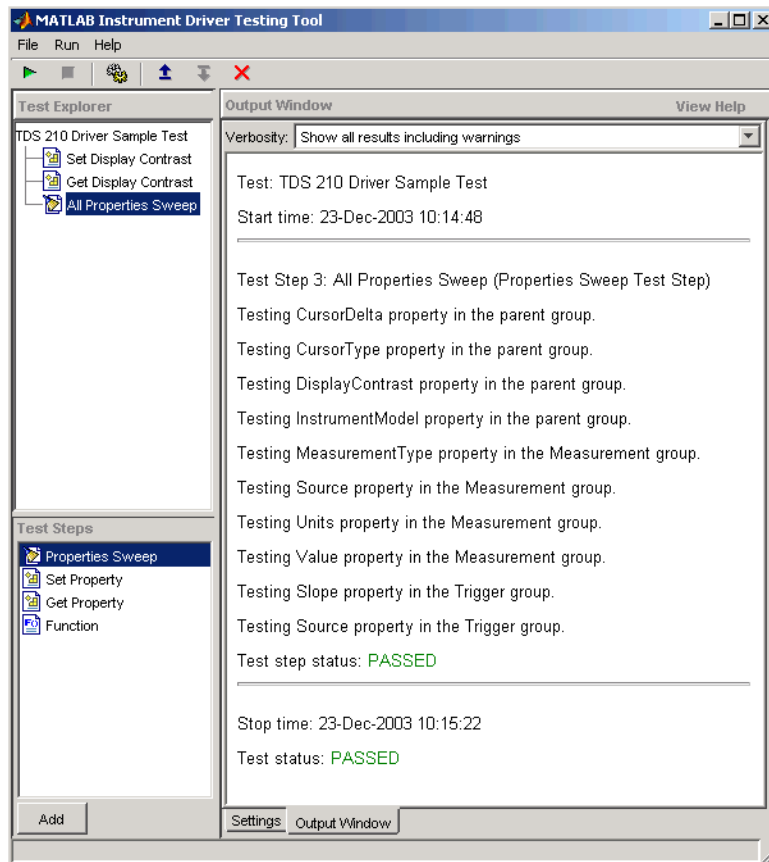 MATLAB Instrument Driver Testing Tool
File Run Help
Test Explorer
TDS 210 Driver Sample Test
Set Display Contrast
Get Display Contrast
All Properties Sweep
Test Steps
Properties Sweep
Set Property
Get Property
Function
Add
Output Window View Help
Verbosity: Show all results including warnings
Test: TDS 210 Driver Sample Test
Start time: 23-Dec-2003 10:14:48
Test Step 3: All Properties Sweep (Properties Sweep Test Step)
Testing CursorDelta property in the parent group.
Testing CursorType property in the parent group.
Testing DisplayContrast property in the parent group.
Testing InstrumentModel property in the parent group.
Testing MeasurementType property in the Measurement group.
Testing Source property in the Measurement group.
Testing Units property in the Measurement group.
Testing Value property in the Measurement group.
Testing Slope property in the Trigger group.
Testing Source property in the Trigger group.
Test step status: PASSED
Stop time: 23-Dec-2003 10:15:22
Test status: PASSED
Settings Output Window